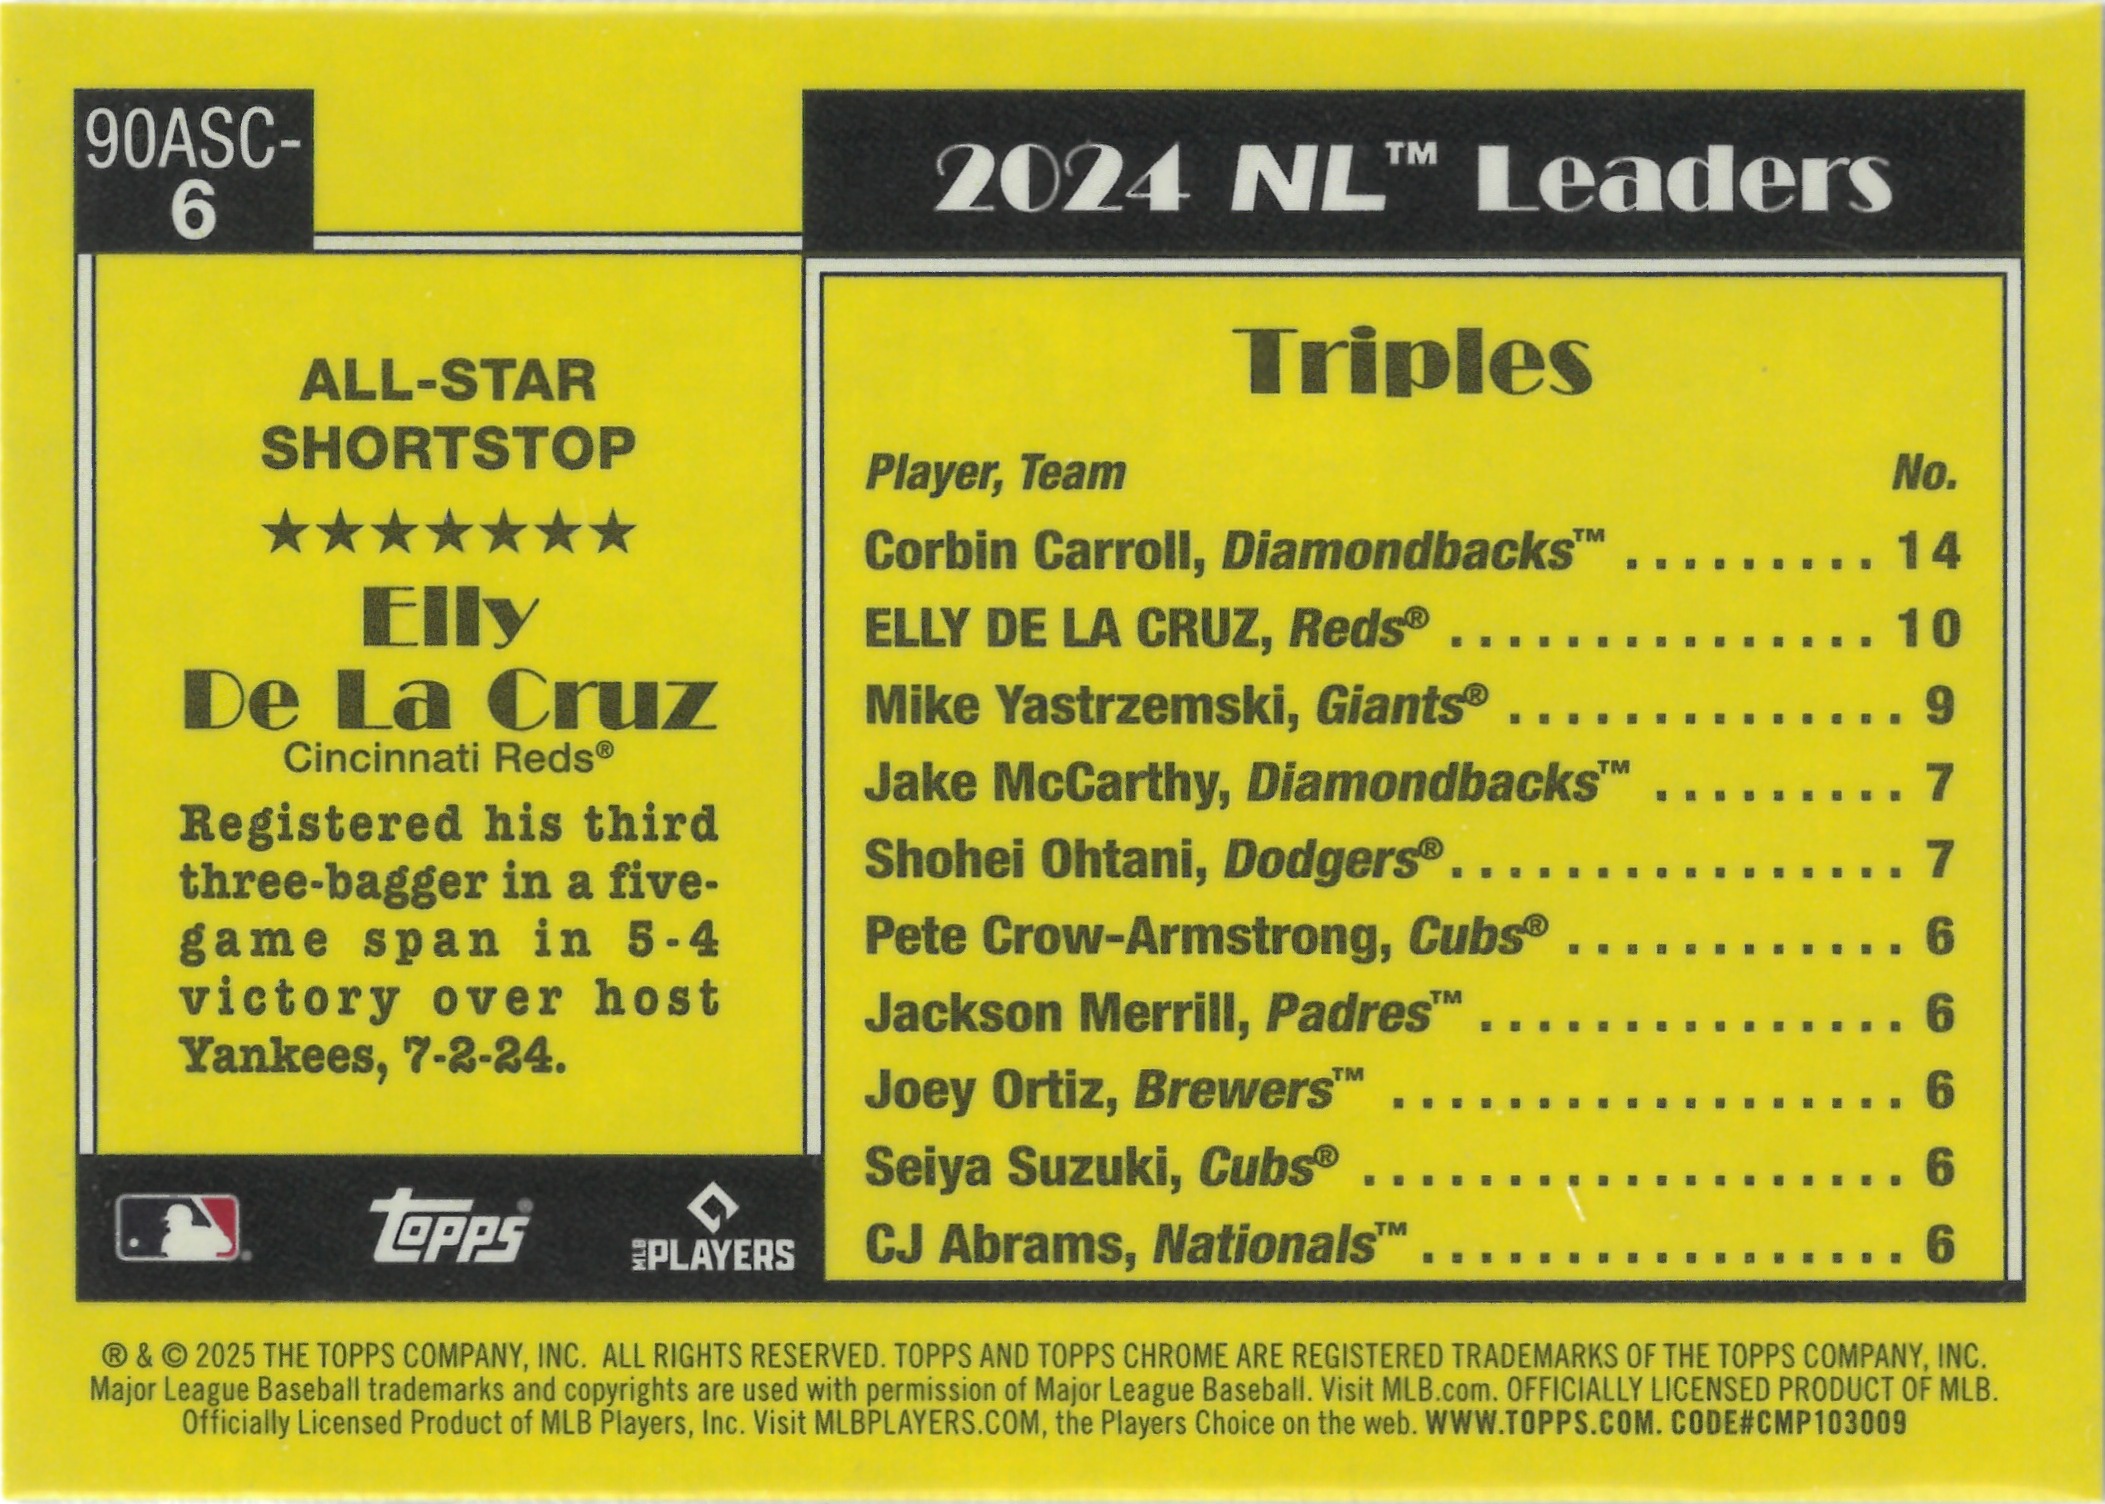 90ASC-
6
2024 NL™ Leaders
ALL-STAR
SHORTSTOP
★★★★★★★
Elly
De La Cruz
Cincinnati Reds®
Registered his third
three-bagger in a five-
game span in 5-4
victory over host
Yankees, 7-2-24.
Triples
Player, Team No.
Corbin Carroll, Diamondbacks™ ......... 14
ELLY DE LA CRUZ, Reds® ............... 10
Mike Yastrzemski, Giants® .............. 9
Jake McCarthy, Diamondbacks™ ......... 7
Shohei Ohtani, Dodgers® ................ 7
Pete Crow-Armstrong, Cubs® ............ 6
Jackson Merrill, Padres™ ............... 6
Joey Ortiz, Brewers™ .................. 6
Seiya Suzuki, Cubs® ................... 6
CJ Abrams, Nationals™ ................. 6
Topps®
MLB PLAYERS
® & © 2025 THE TOPPS COMPANY, INC. ALL RIGHTS RESERVED. TOPPS AND TOPPS CHROME ARE REGISTERED TRADEMARKS OF THE TOPPS COMPANY, INC.
Major League Baseball trademarks and copyrights are used with permission of Major League Baseball. Visit MLB.com. OFFICIALLY LICENSED PRODUCT OF MLB.
Officially Licensed Product of MLB Players, Inc. Visit MLBPLAYERS.COM, the Players Choice on the web. WWW.TOPPS.COM. CODE#CMP103009